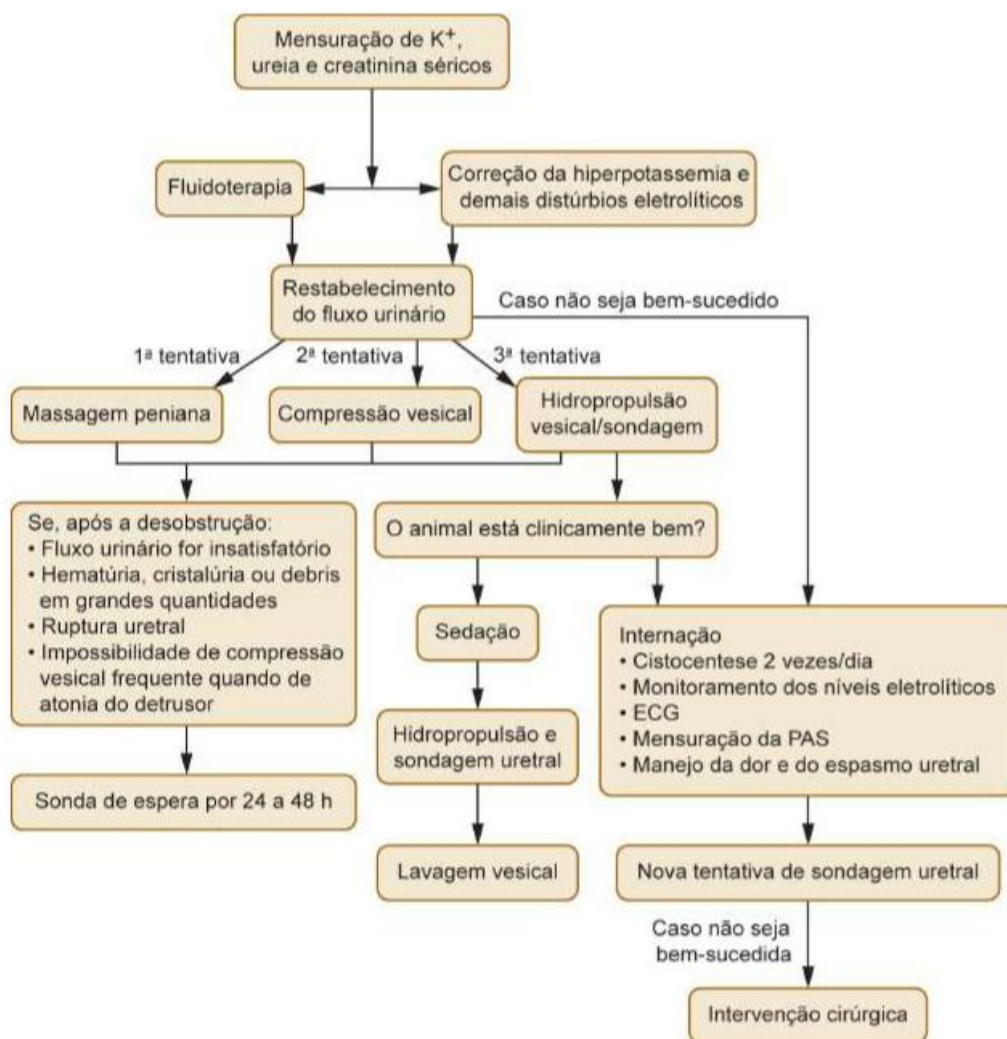 Mensuração de K⁺,
ureia e creatinina séricos
Fluidoterapia
Correção da hiperpotassemia e
demais distúrbios eletrolíticos
Restabelecimento
do fluxo urinário
Caso não seja bem-sucedido
1ª tentativa
2ª tentativa
3ª tentativa
Massagem peniana
Compressão vesical
Hidropropulsão
vesical/sondagem
Se, após a desobstrução:
• Fluxo urinário for insatisfatório
• Hematúria, cristalúria ou debris
em grandes quantidades
• Ruptura uretral
• Impossibilidade de compressão
vesical frequente quando de
atonia do detrusor
Sonda de espera por 24 a 48 h
O animal está clinicamente bem?
Sedação
Hidropropulsão e
sondagem uretral
Lavagem vesical
Internação
• Cistocentese 2 vezes/dia
• Monitoramento dos níveis eletrolíticos
• ECG
• Mensuração da PAS
• Manejo da dor e do espasmo uretral
Nova tentativa de sondagem uretral
Caso não seja
bem-sucedida
Intervenção cirúrgica